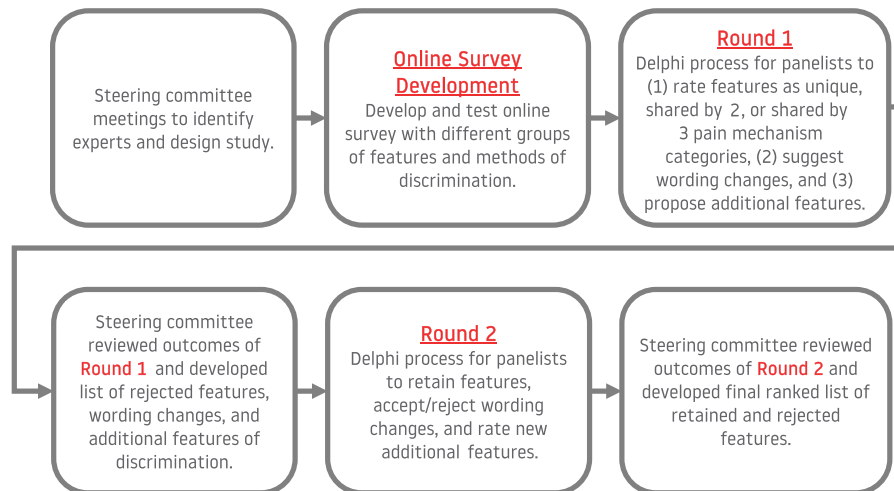 Steering committee
meetings to identify
experts and design study.
Online Survey
Development
Develop and test online
survey with different groups
of features and methods of
discrimination.
Round 1
Delphi process for panelists to
(1) rate features as unique,
shared by 2, or shared by
3 pain mechanism
categories, (2) suggest
wording changes, and (3)
propose additional features.
Steering committee
reviewed outcomes of
Round 1 and developed
list of rejected features,
wording changes, and
additional features of
discrimination.
Round 2
Delphi process for panelists
to retain features,
accept/reject wording
changes, and rate new
additional features.
Steering committee reviewed
outcomes of Round 2 and
developed final ranked list of
retained and rejected
features.